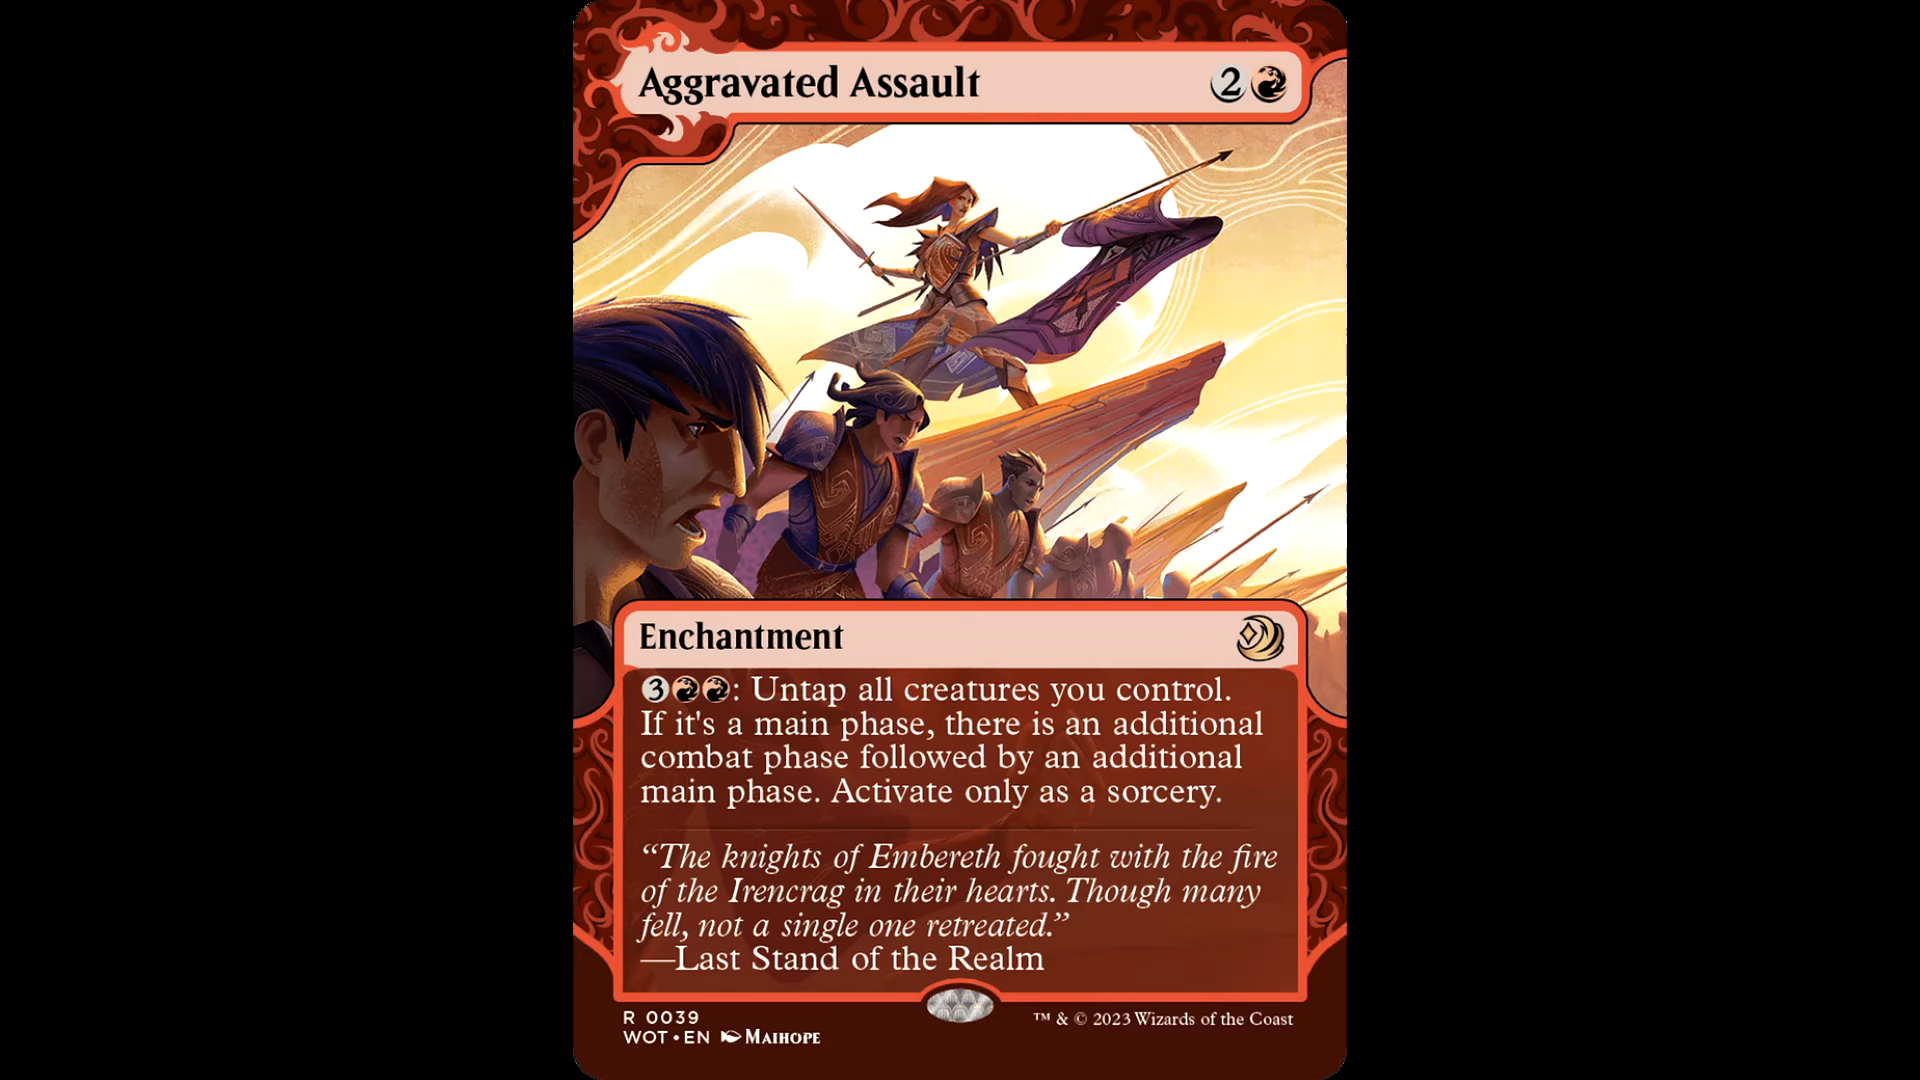 Aggravated Assault 2
Enchantment
3: Untap all creatures you control.
If it's a main phase, there is an additional
combat phase followed by an additional
main phase. Activate only as a sorcery.
“The knights of Embereth fought with the fire
of the Irencrag in their hearts. Though many
fell, not a single one retreated.”
—Last Stand of the Realm
R 0039
WOT • EN MAIHOPE
™ & © 2023 Wizards of the Coast